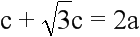 c + √3c = 2a